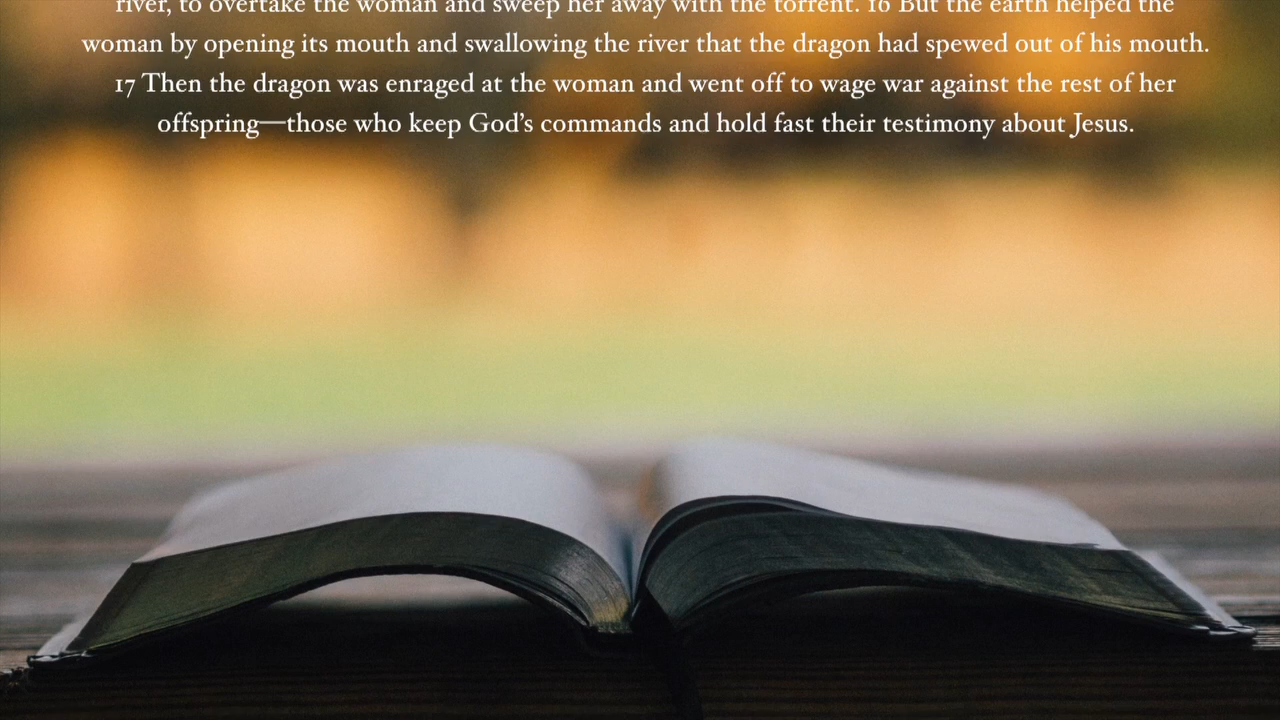 river, to overtake the woman and sweep her away with the torrent. 16 But the earth helped the
woman by opening its mouth and swallowing the river that the dragon had spewed out of his mouth.
17 Then the dragon was enraged at the woman and went off to wage war against the rest of her
offspring—those who keep God’s commands and hold fast their testimony about Jesus.